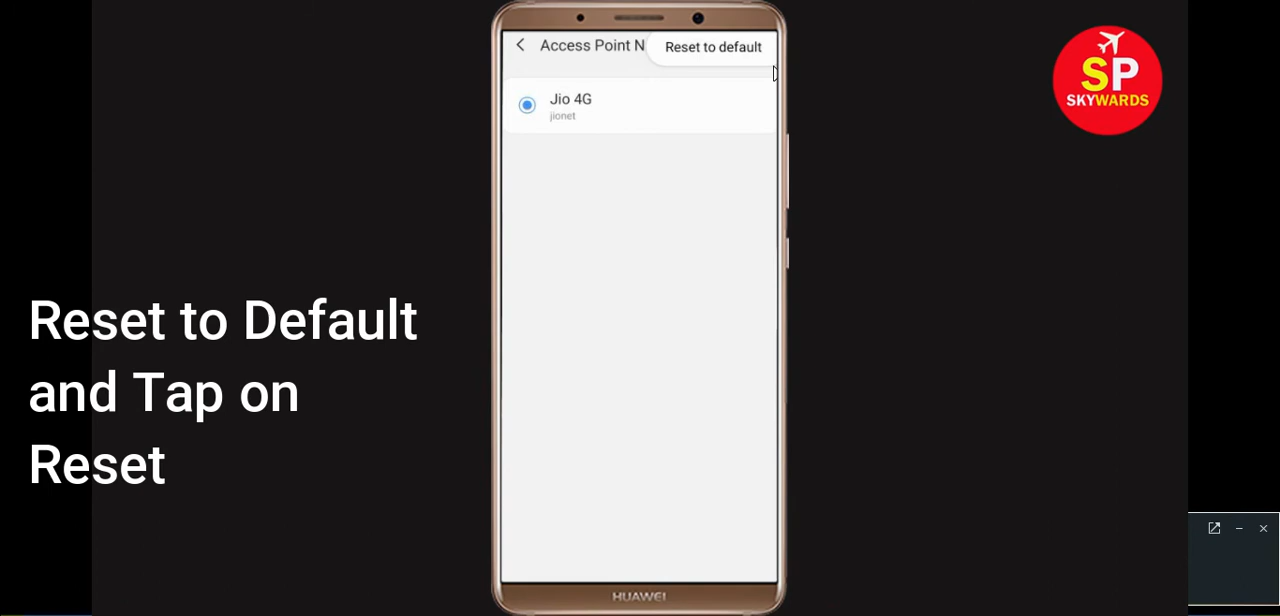 Access Point N
Reset to default
Jio 4G
jionet
SP
SKYWARDS
Reset to Default
and Tap on
Reset
HUAWEI